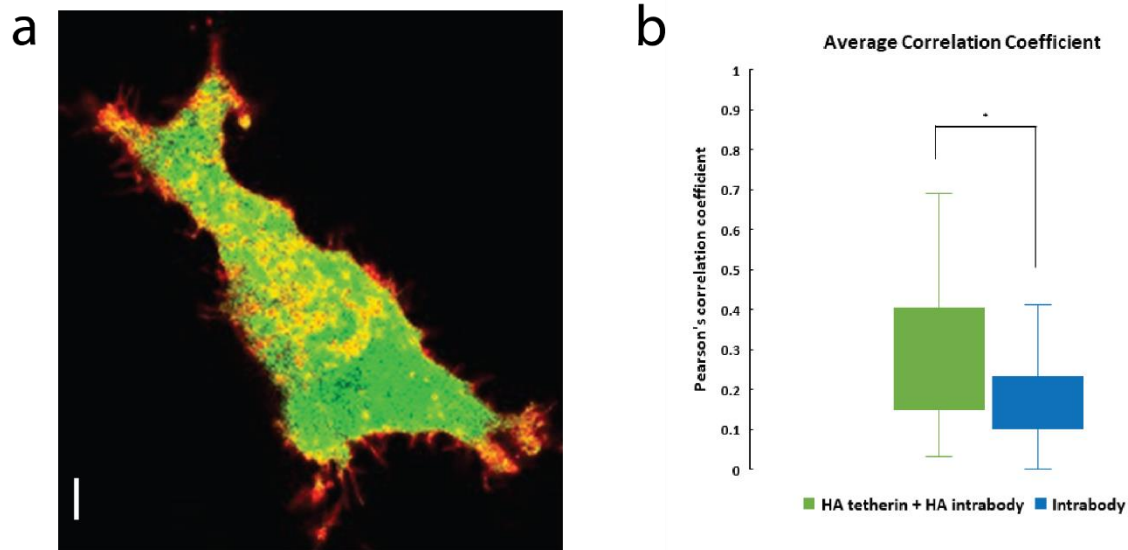 a
b
Average Correlation Coefficient
Pearson's correlation coefficient
1
0.9
0.8
0.7
0.6
0.5
0.4
0.3
0.2
0.1
0
*
HA tetherin + HA intrabody
Intrabody